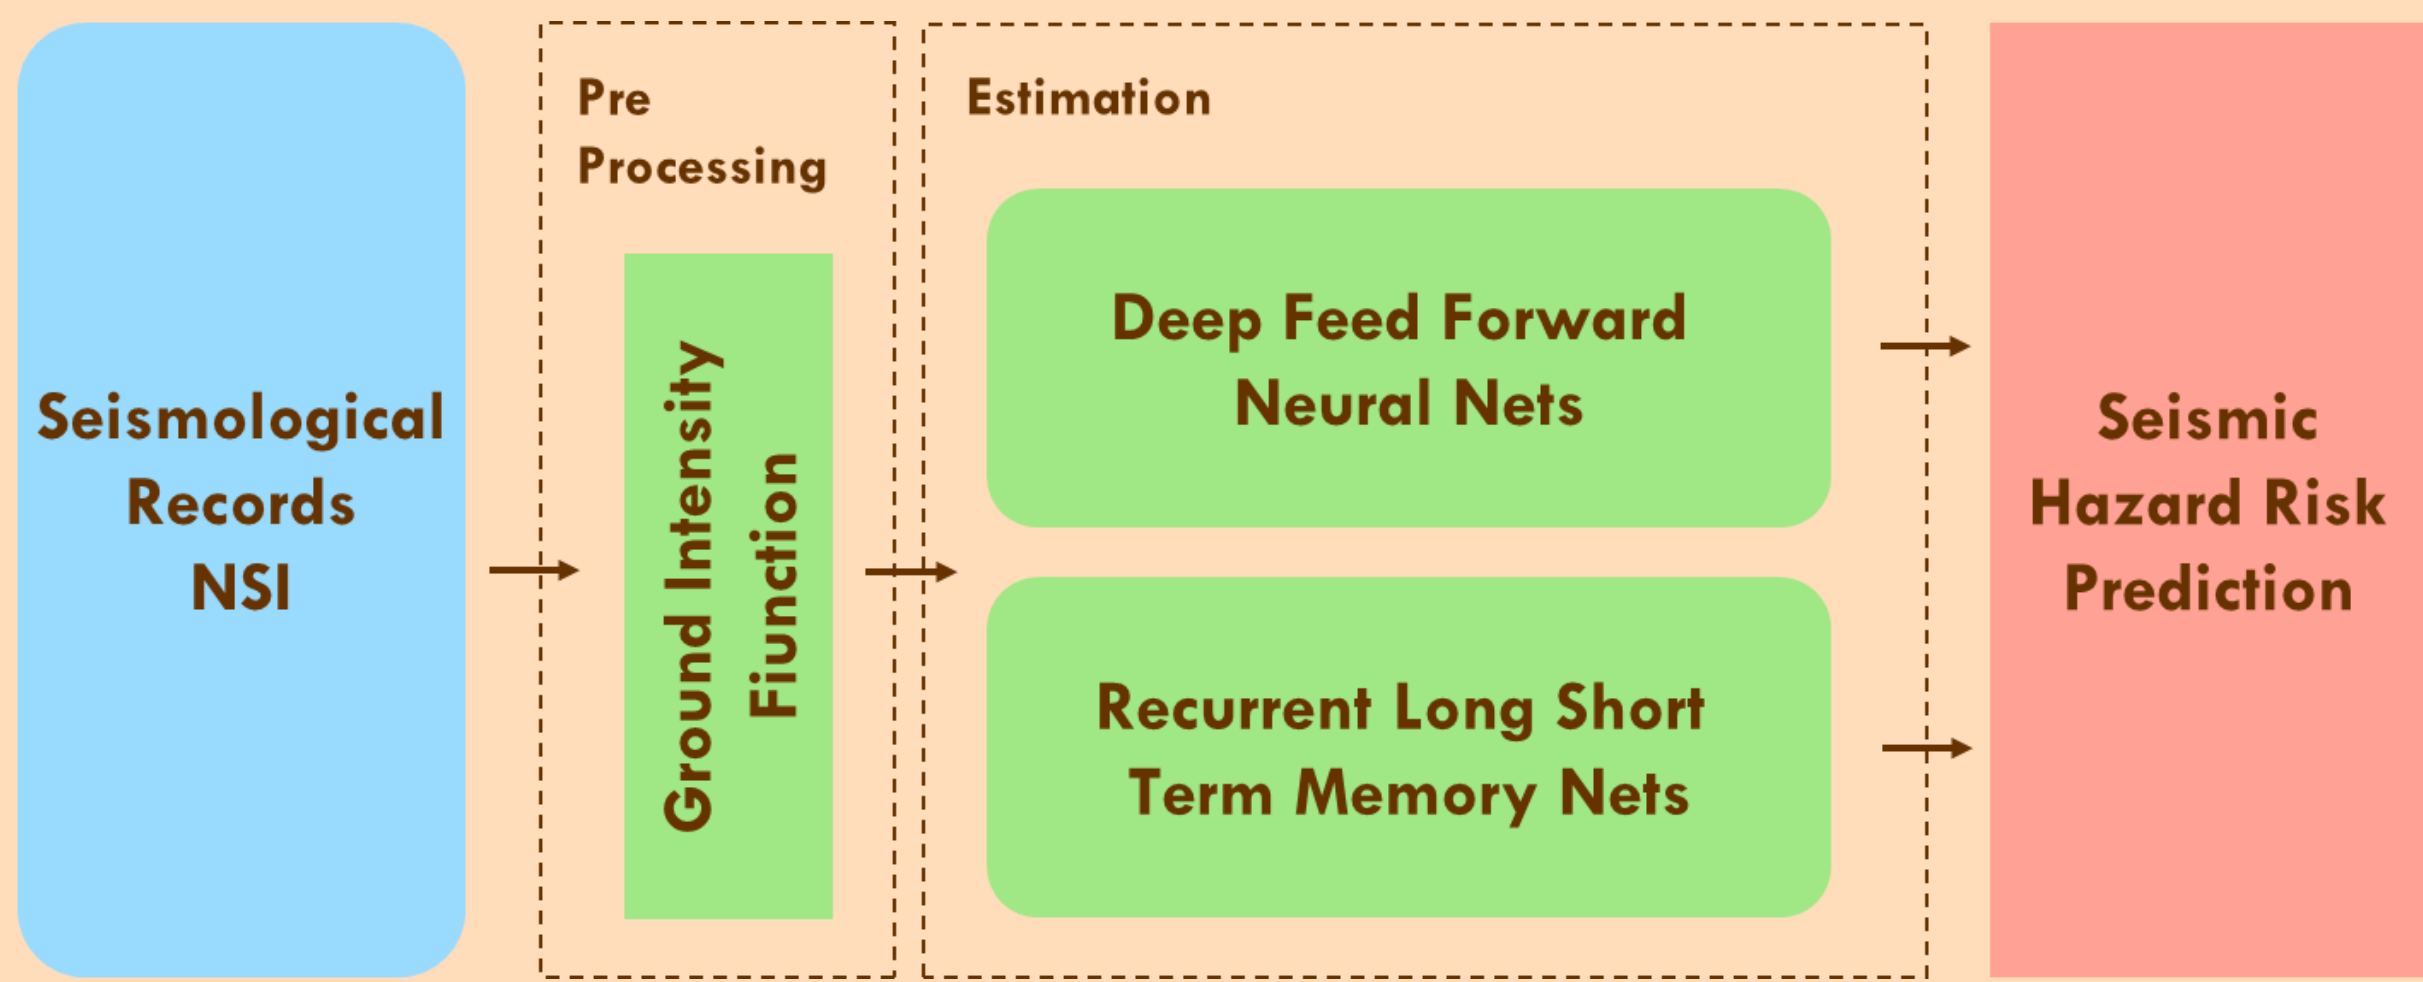 Seismological
Records
NSI
Pre
Processing
Ground Intensity
Fiunction
Estimation
Deep Feed Forward
Neural Nets
Recurrent Long Short
Term Memory Nets
Seismic
Hazard Risk
Prediction